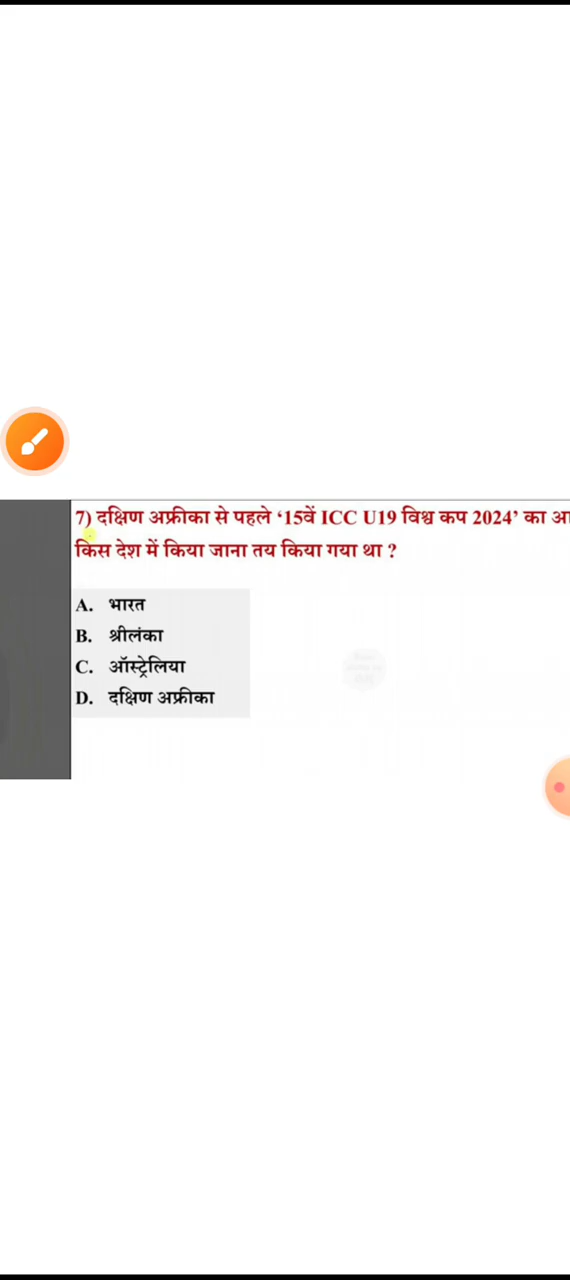 7) दक्षिण अफ्रीका से पहले ‘15वें ICC U19 विश्व कप 2024’ का
किस देश में किया जाना तय किया गया था ?
A. भारत
B. श्रीलंका
C. ऑस्ट्रेलिया
D. दक्षिण अफ्रीका